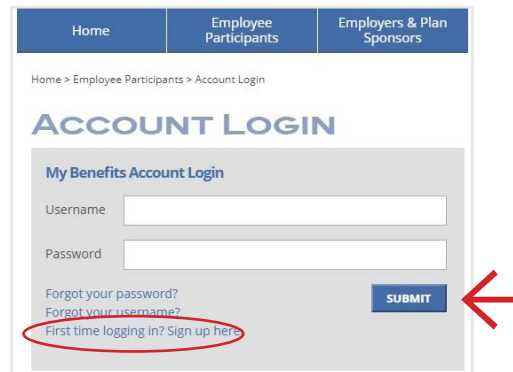 Home
Employee
Participants
Employers & Plan
Sponsors
Home > Employee Participants > Account Login
ACCOUNT LOGIN
My Benefits Account Login
Username
Password
Forgot your password?
Forgot your username?
First time logging in? Sign up here
SUBMIT